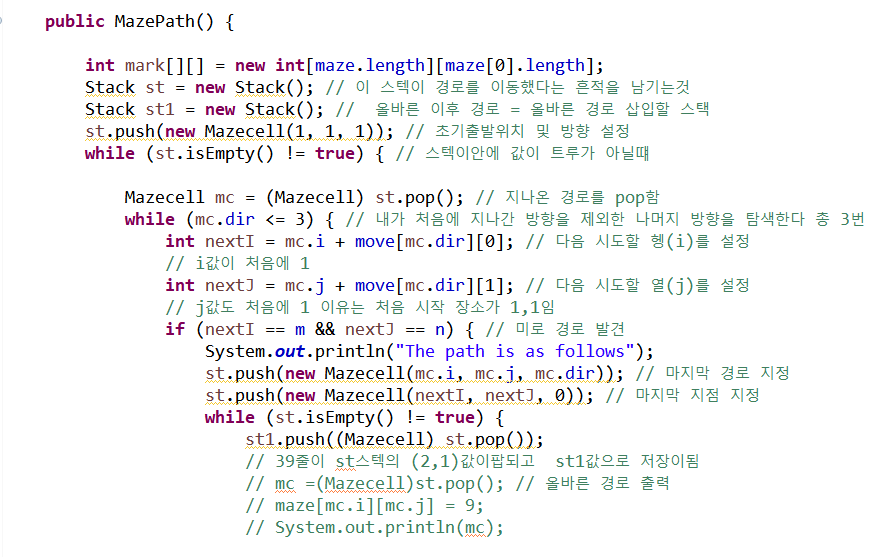 public MazePath() {
int mark[][] = new int[maze.length][maze[0].length];
Stack st = new Stack(); // 이 스텍이 경로를 이동했다는 흔적을 남기는것
Stack st1 = new Stack(); //  올바른 이후 경로 = 올바른 경로 삽입할 스택
st.push(new Mazecell(1, 1, 1)); // 초기출발위치 및 방향 설정
while (st.isEmpty() != true) { // 스텍이안에 값이 트루가 아닐떄
Mazecell mc = (Mazecell) st.pop(); // 지나온 경로를 pop함
while (mc.dir <= 3) { // 내가 처음에 지나간 방향을 제외한 나머지 방향을 탐색한다 총 3번
int nextI = mc.i + move[mc.dir][0]; // 다음 시도할 헹(i)를 설정
// i값이 처음에 1
int nextJ = mc.j + move[mc.dir][1]; // 다음 시도할 열(j)를 설정
// j값도 처음에 1 이유는 처음 시작 장소가 1,1임
if (nextI == m && nextJ == n) { // 미로 경로 발견
System.out.println("The path is as follows");
st.push(new Mazecell(mc.i, mc.j, mc.dir)); // 마지막 경로 지정
st.push(new Mazecell(nextI, nextJ, 0)); // 마지막 지점 지정
while (st.isEmpty() != true) {
st1.push((Mazecell) st.pop());
// 39줄이 st스텍의 (2,1)값이팝되고  st1값으로 저장이됨
// mc =(Mazecell)st.pop(); // 올바른 경로 출력
// maze[mc.i][mc.j] = 9;
// System.out.println(mc);